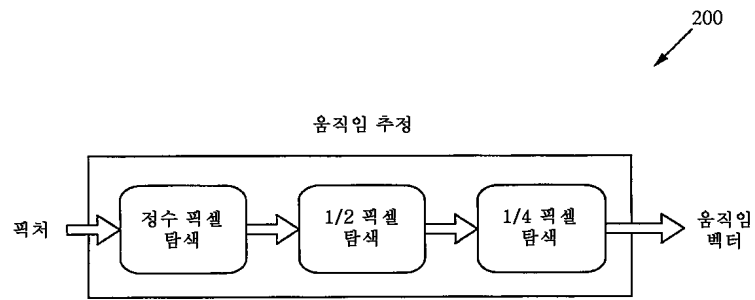 200
움직임 추정
픽처
정수 픽셀
탐색
1/2 픽셀
탐색
1/4 픽셀
탐색
움직임
벡터